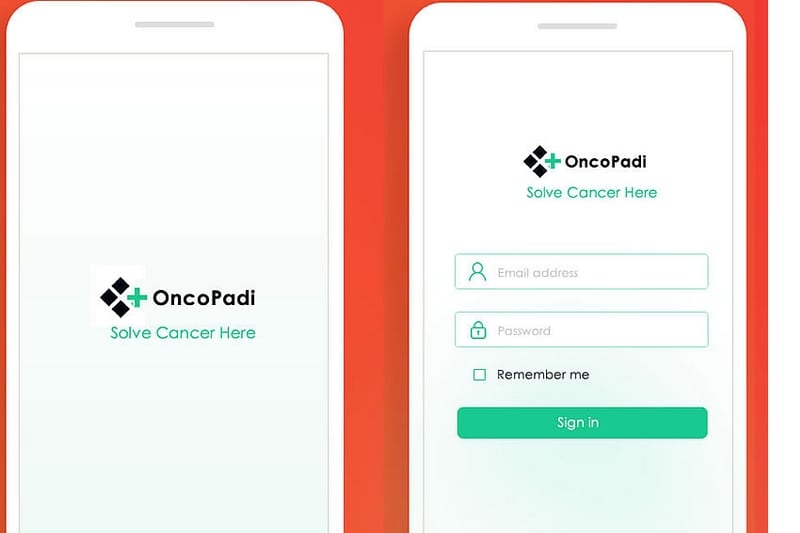 OncoPadi
Solve Cancer Here
OncoPadi
Solve Cancer Here
Email address
Password
Remember me
Sign in